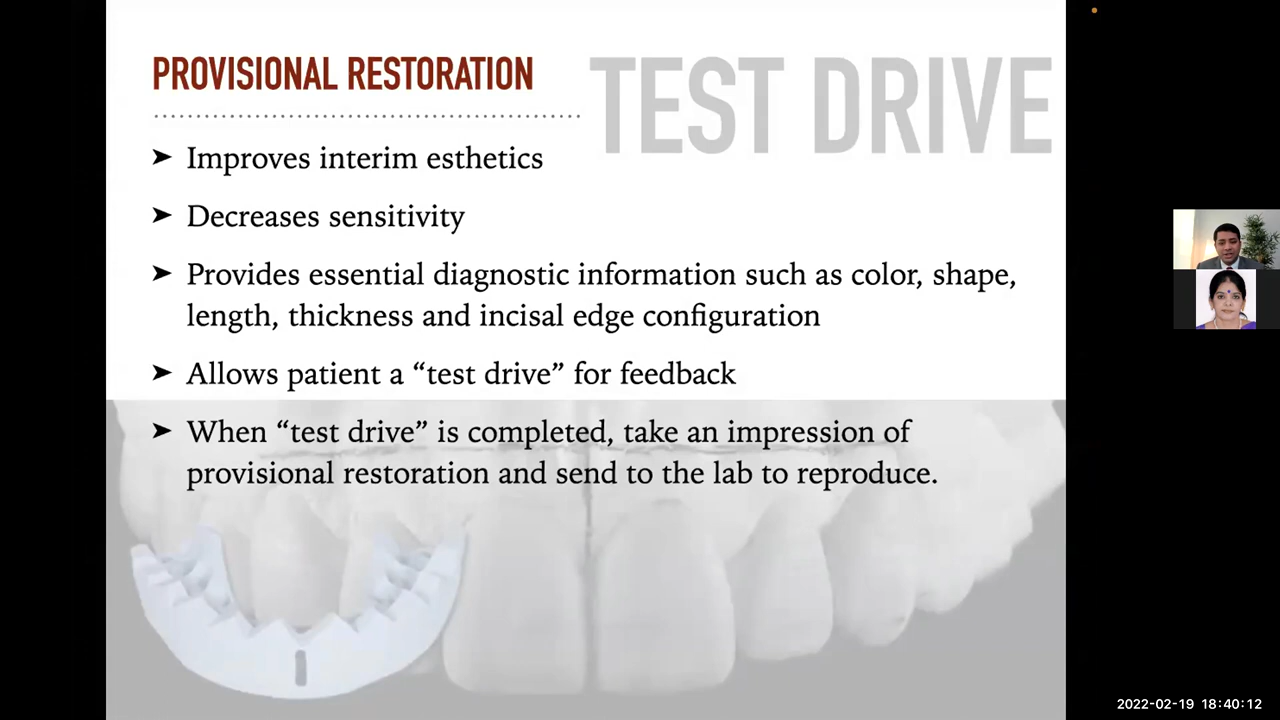 PROVISIONAL RESTORATION
TEST DRIVE
➤ Improves interim esthetics
➤ Decreases sensitivity
➤ Provides essential diagnostic information such as color, shape,
length, thickness and incisal edge configuration
➤ Allows patient a “test drive” for feedback
➤ When “test drive” is completed, take an impression of
provisional restoration and send to the lab to reproduce.
2022-02-19 18:40:12